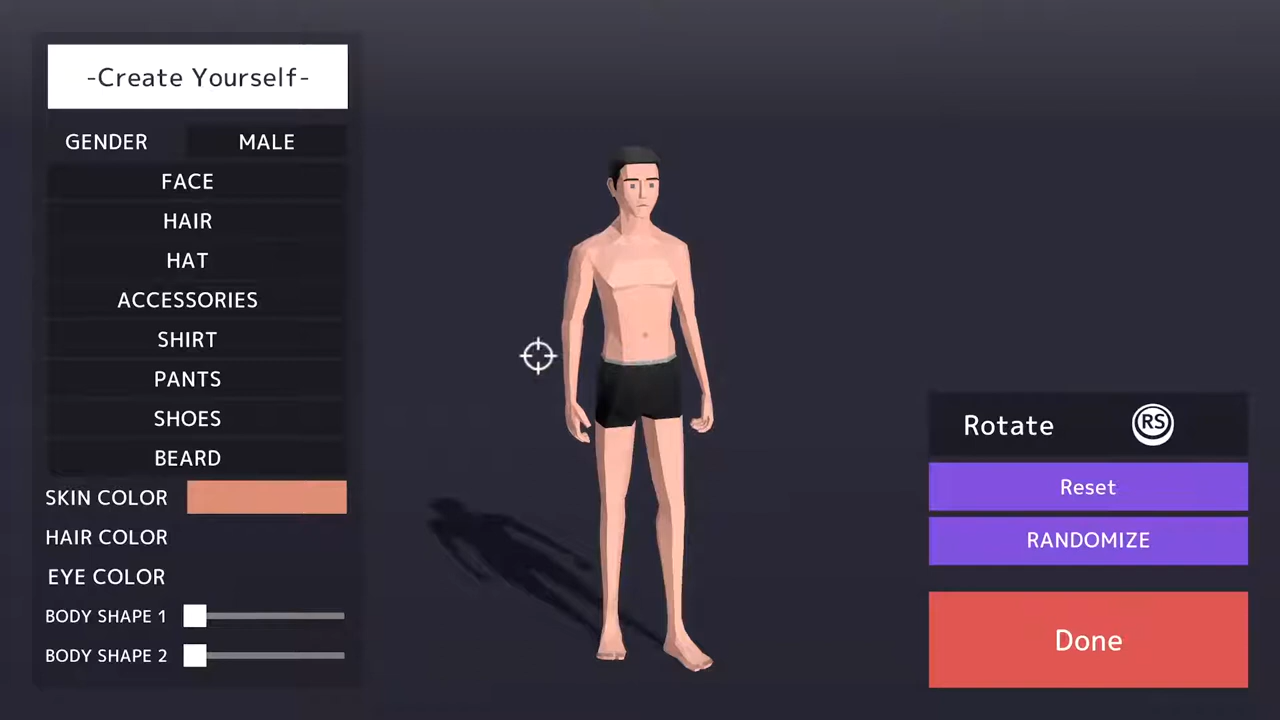 -Create Yourself-
GENDER MALE
FACE
HAIR
HAT
ACCESSORIES
SHIRT
PANTS
SHOES
BEARD
SKIN COLOR
HAIR COLOR
EYE COLOR
BODY SHAPE 1
BODY SHAPE 2
Rotate RS
Reset
RANDOMIZE
Done